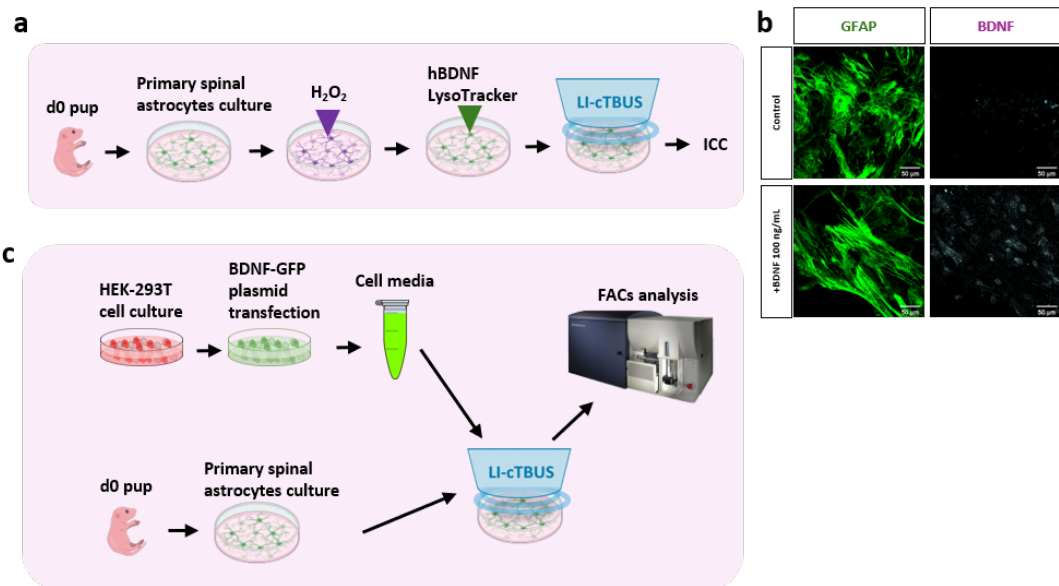 a
d0 pup
Primary spinal
astrocytes culture
H₂O₂
hBDNF
LysoTracker
LI-cTBUS
ICC
b
GFAP
BDNF
Control
50 µm
50 µm
+BDNF 100 ng/mL
50 µm
50 µm
c
HEK-293T
cell culture
BDNF-GFP
plasmid
transfection
Cell media
FACs analysis
d0 pup
Primary spinal
astrocytes culture
LI-cTBUS